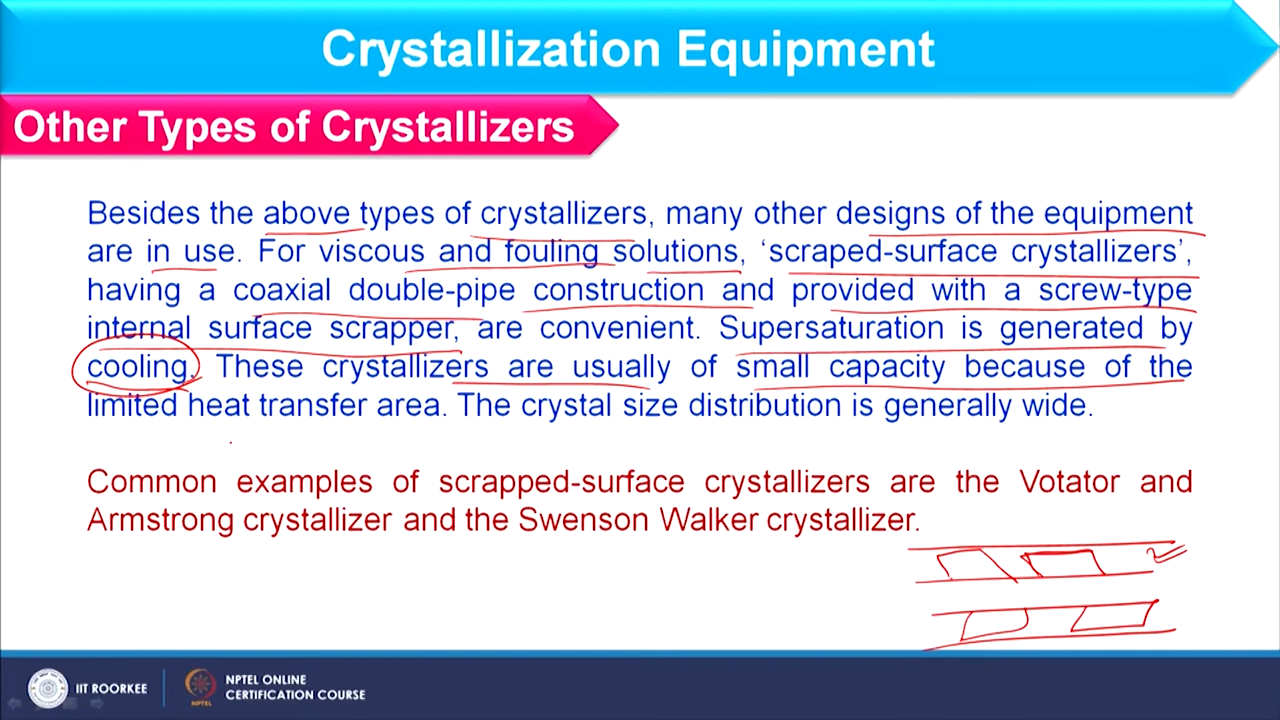 Crystallization Equipment
Other Types of Crystallizers
Besides the above types of crystallizers, many other designs of the equipment
are in use. For viscous and fouling solutions, ‘scraped-surface crystallizers’,
having a coaxial double-pipe construction and provided with a screw-type
internal surface scrapper, are convenient. Supersaturation is generated by
cooling. These crystallizers are usually of small capacity because of the
limited heat transfer area. The crystal size distribution is generally wide.
Common examples of scrapped-surface crystallizers are the Votator and
Armstrong crystallizer and the Swenson Walker crystallizer.
IIT ROORKEE
NPTEL
NPTEL ONLINE
CERTIFICATION COURSE